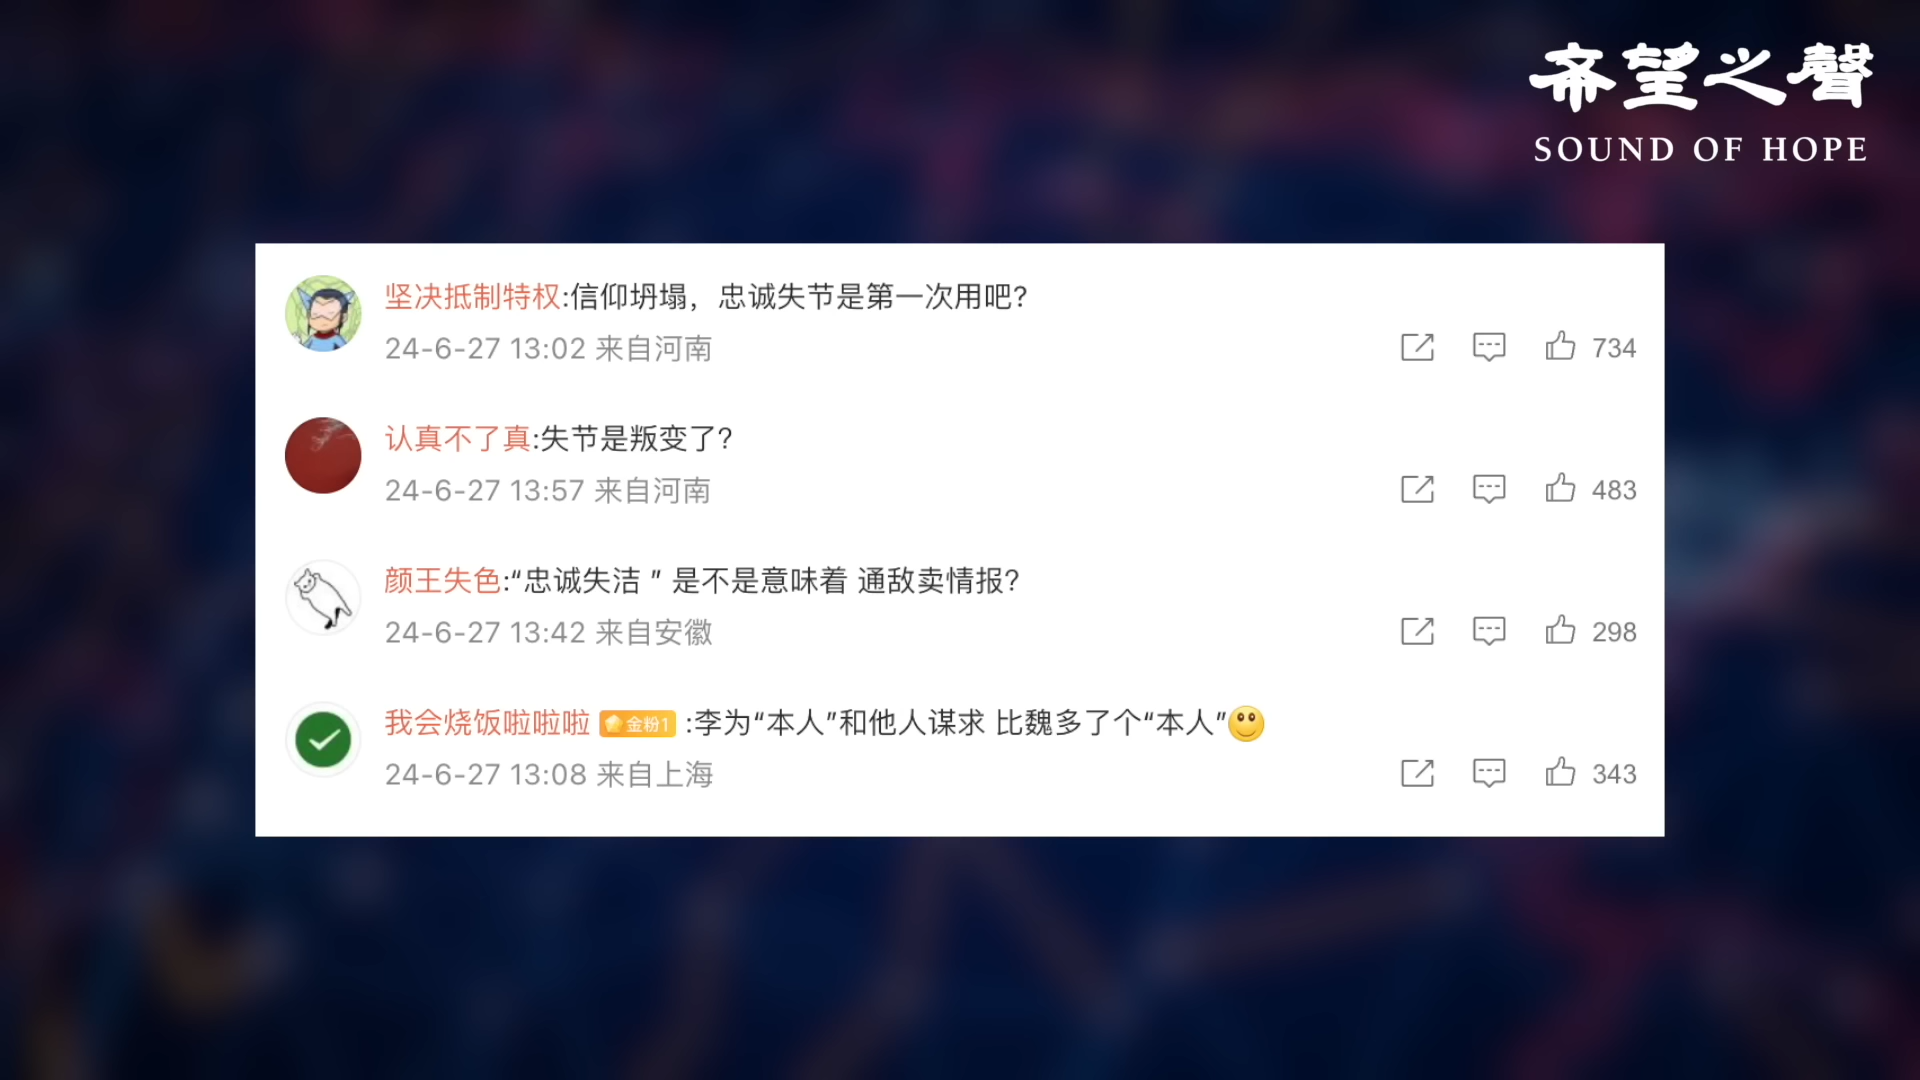 希望之聲
SOUND OF HOPE
坚决抵制特权:信仰坍塌，忠诚失节是第一次用吧?
24-6-27 13:02 来自河南
734
认真不了真:失节是叛变了?
24-6-27 13:57 来自河南
483
颜王失色:“忠诚失洁 ” 是不是意味着 通敌卖情报?
24-6-27 13:42 来自安徽
298
我会烧饭啦啦啦 金粉1 :李为“本人”和他人谋求 比魏多了个“本人”
24-6-27 13:08 来自上海
343